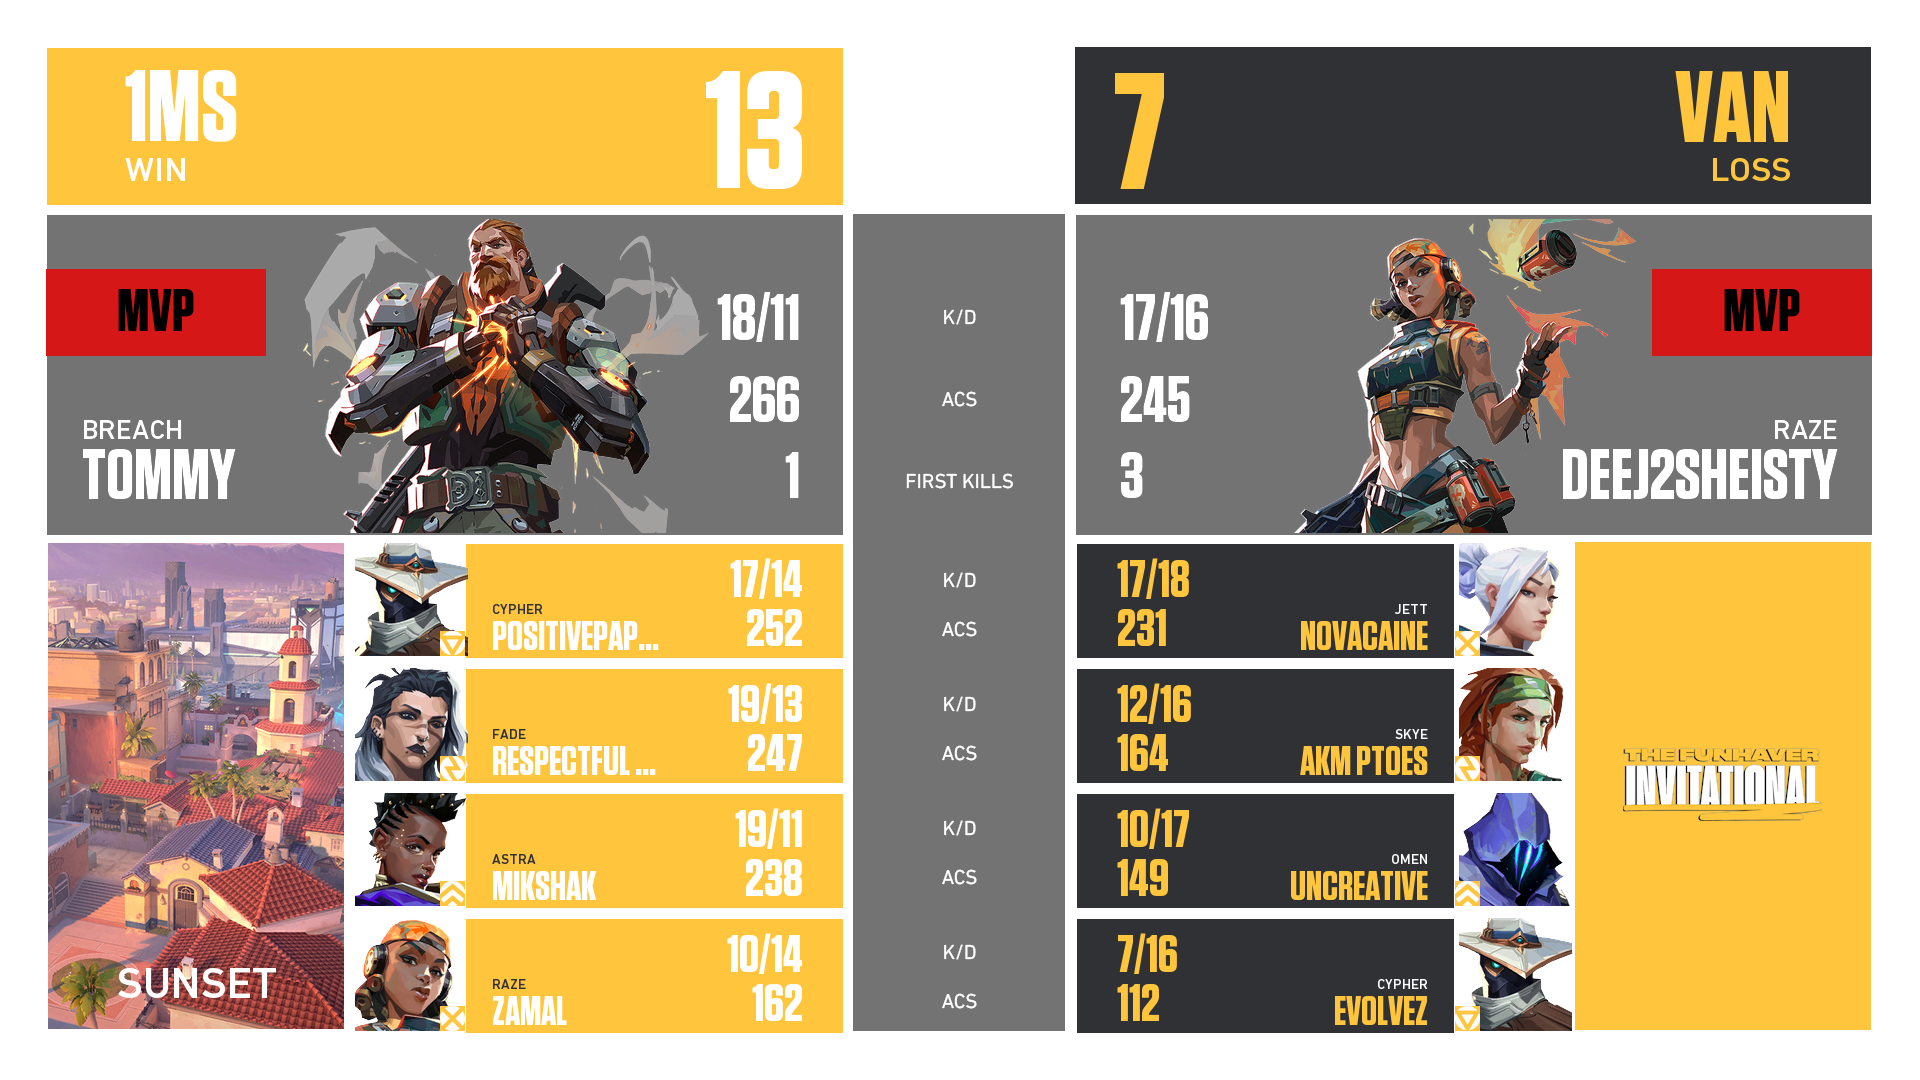 1MS
WIN
13
7
VAN
LOSS
MVP
BREACH
TOMMY
18/11
266
1
K/D
ACS
FIRST KILLS
17/16
245
3
MVP
RAZE
DEEJ2SHEISTY
SUNSET
CYPHER
POSITIVEPAP...
17/14
252
K/D
ACS
17/18
231
JETT
NOVACAINE
FADE
RESPECTFUL ...
19/13
247
K/D
ACS
12/16
164
SKYE
AKM PTOES
ASTRA
MIKSHAK
19/11
238
K/D
ACS
10/17
149
OMEN
UNCREATIVE
RAZE
ZAMAL
10/14
162
K/D
ACS
7/16
112
CYPHER
EVOLVEZ
THE FUNHAVER
INVITATIONAL